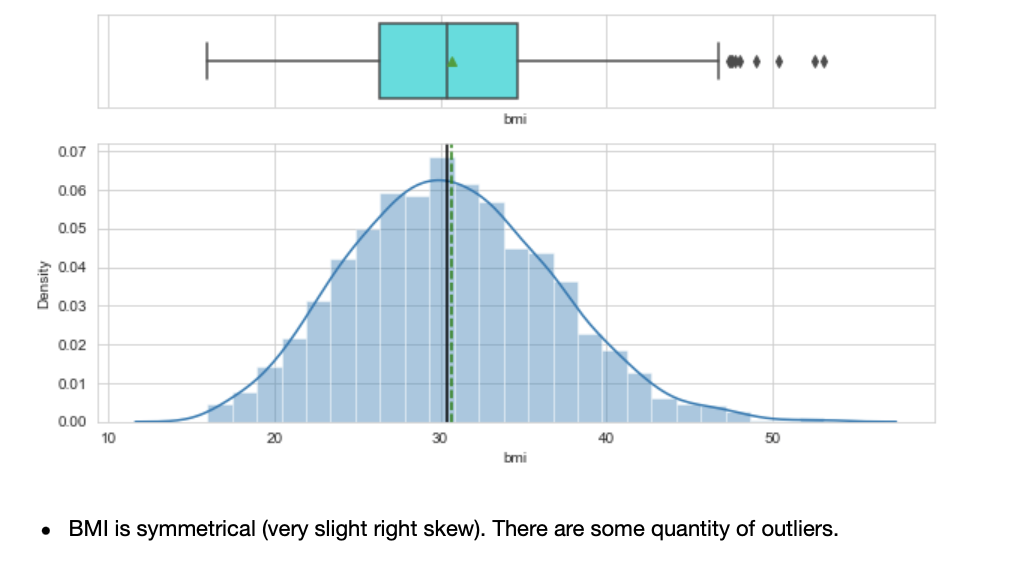 bmi
0.07
0.06
0.05
0.04
0.03
0.02
0.01
0.00
Density
10 20 30 40 50
bmi
• BMI is symmetrical (very slight right skew). There are some quantity of outliers.